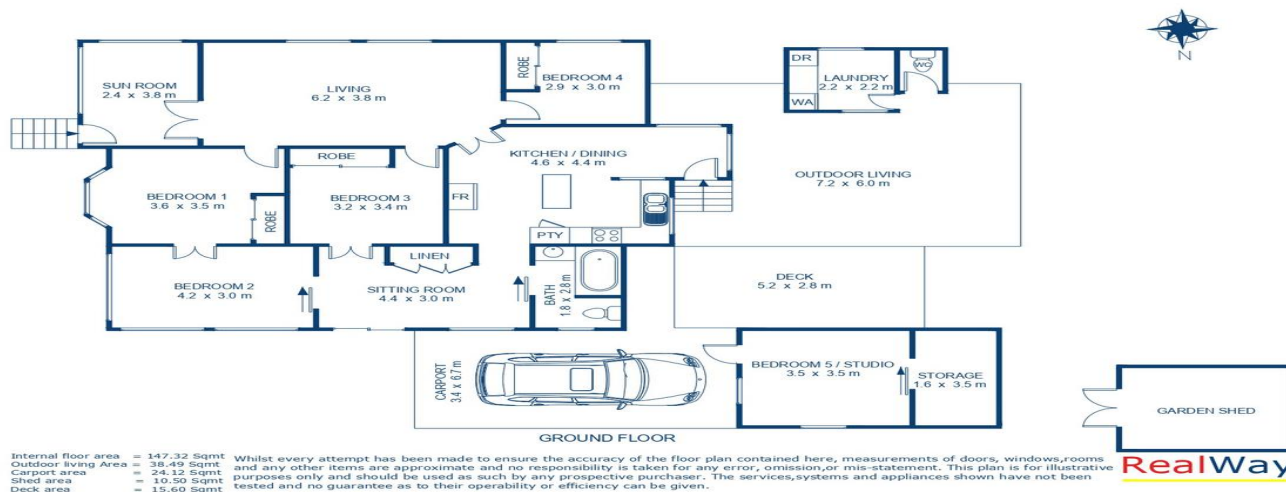 N
SUN ROOM
2.4 x 3.8 m
LIVING
6.2 x 3.8 m
ROBE
BEDROOM 4
2.9 x 3.0 m
DR
LAUNDRY
2.2 x 2.2 m
WA
WC
ROBE
KITCHEN / DINING
4.6 x 4.4 m
OUTDOOR LIVING
7.2 x 6.0 m
BEDROOM 1
3.6 x 3.5 m
ROBE
BEDROOM 3
3.2 x 3.4 m
FR
PTY
LINEN
BEDROOM 2
4.2 x 3.0 m
SITTING ROOM
4.4 x 3.0 m
BATH
1.8 x 2.8 m
DECK
5.2 x 2.8 m
CARPORT
3.4 x 6.7 m
BEDROOM 5 / STUDIO
3.5 x 3.5 m
STORAGE
1.6 x 3.5 m
GARDEN SHED
GROUND FLOOR
Internal floor area = 147.32 Sqmt
Outdoor living Area = 38.49 Sqmt
Carport area = 24.12 Sqmt
Shed area = 10.50 Sqmt
Deck area = 15.60 Sqmt
Whilst every attempt has been made to ensure the accuracy of the floor plan contained here, measurements of doors, windows,rooms
and any other items are approximate and no responsibility is taken for any error, omission,or mis-statement. This plan is for illustrative
purposes only and should be used as such by any prospective purchaser. The services,systems and appliances shown have not been
tested and no guarantee as to their operability or efficiency can be given.
RealWay